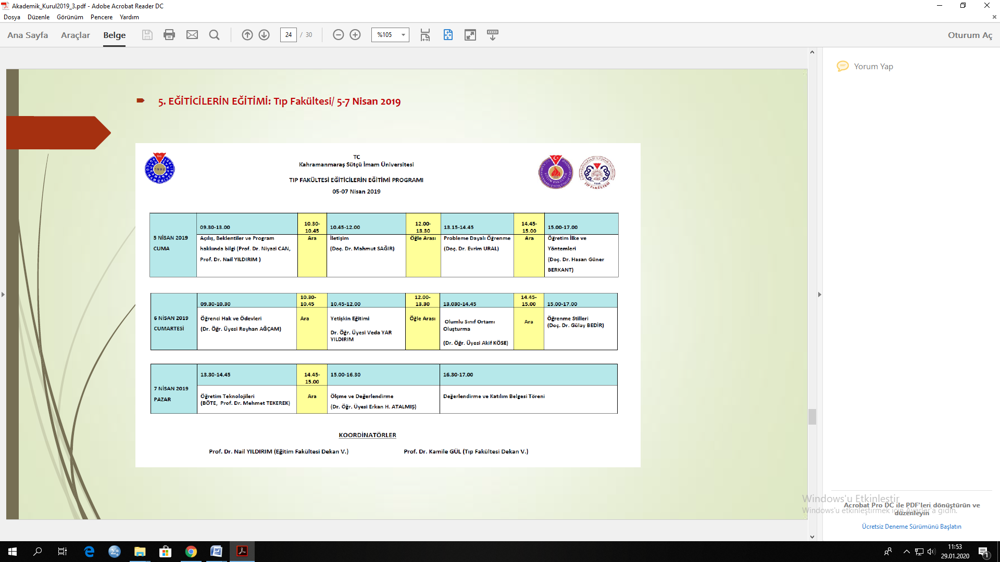 Akademik_Kurul2019_3.pdf - Adobe Acrobat Reader DC
Dosya Düzenle Görünüm Pencere Yardım
Ana Sayfa Araçlar Belge 24 / 30 %105 Oturum Aç
Yorum Yap
5. EĞİTİCİLERİN EĞİTİMİ: Tıp Fakültesi/ 5-7 Nisan 2019
TC
Kahramanmaraş Sütçü İmam Üniversitesi
TIP FAKÜLTESİ EĞİTİCİLERİN EĞİTİMİ PROGRAMI
05-07 Nisan 2019
1992
TIP FAKÜLTESİ
5 NİSAN 2019
CUMA
09.30-13.00
Açılış, Beklentiler ve Program
hakkında bilgi (Prof. Dr. Niyazi CAN,
Prof. Dr. Nail YILDIRIM )
10.30-
10.45
Ara
10.45-12.00
İletişim
(Doç. Dr. Mahmut SAĞIR)
12.00-
13.30
Öğle Arası
13.15-14.45
Probleme Dayalı Öğrenme
(Doç. Dr. Evrim URAL)
14.45-
15.00
Ara
15.00-17.00
Öğretim İlke ve
Yöntemleri
(Doç. Dr. Hasan Güner
BERKANT)
6 NİSAN 2019
CUMARTESİ
09.30-10.30
Öğrenci Hak ve Ödevleri
(Dr. Öğr. Üyesi Reyhan AĞÇAM)
10.30-
10.45
Ara
10.45-12.00
Yetişkin Eğitimi
Dr. Öğr. Üyesi Veda YAR
YILDIRIM
12.00-
13.30
Öğle Arası
13.030-14.45
Olumlu Sınıf Ortamı
Oluşturma
(Dr. Öğr. Üyesi Akif KÖSE)
14.45-
15.00
Ara
15.00-17.00
Öğrenme Stilleri
(Doç. Dr. Gülay BEDİR)
7 NİSAN 2019
PAZAR
13.30-14.45
Öğretim Teknolojileri
(BÖTE, Prof. Dr. Mehmet TEKEREK)
14.45-
15.00
Ara
15.00-16.30
Ölçme ve Değerlendirme
(Dr. Öğr. Üyesi Erkan H. ATALMIŞ)
16.30-17.00
Değerlendirme ve Katılım Belgesi Töreni
KOORDİNATÖRLER
Prof. Dr. Nail YILDIRIM (Eğitim Fakültesi Dekan V.) Prof. Dr. Kamile GÜL (Tıp Fakültesi Dekan V.)
Windows'u Etkinleştir
Windows'u etkinleştirmek için Ayarlar'a gidin.
Acrobat Pro DC ile PDF'leri dönüştürün ve
düzenleyin
Ücretsiz Deneme Sürümünü Başlatın
11:53
29.01.2020
1